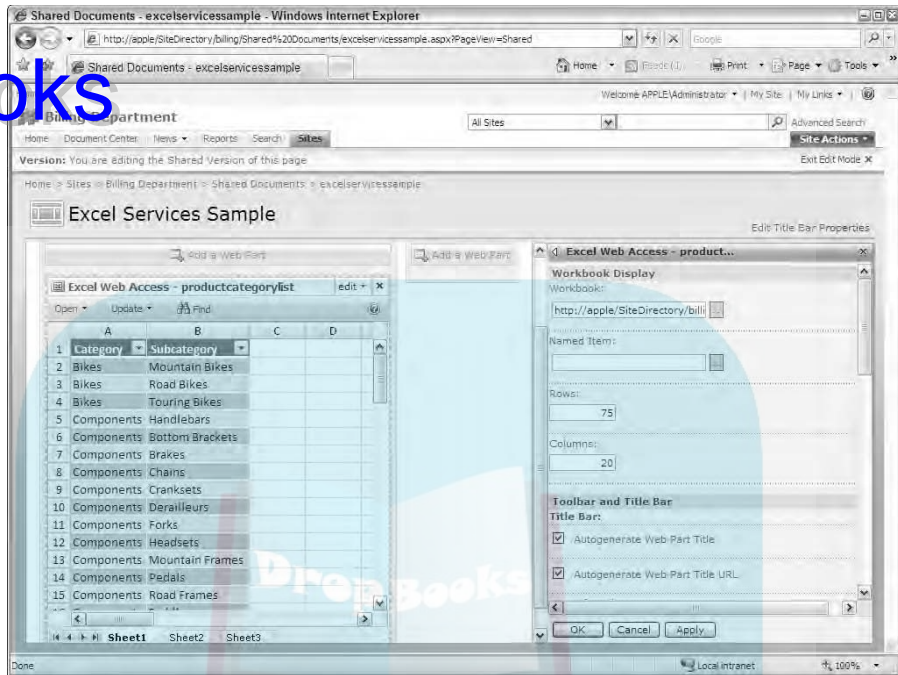 Shared Documents - excelservicessample - Windows Internet Explorer
http://apple/SiteDirectory/billing/Shared%20Documents/excelservicessample.aspx?PageView=Shared
Google
Shared Documents - excelservicessample
Home
Print
Page
Tools
»
oks
Welcome APPLE\Administrator | My Site | My Links |
Billing Department
All Sites
Advanced Search
Home Document Center News Reports Search Sites
Site Actions
Version: You are editing the Shared Version of this page
Exit Edit Mode X
Home > Sites > Billing Department > Shared Documents > excelservicessample
Excel Services Sample
Edit Title Bar Properties
Add a Web Part
Add a Web Part
Excel Web Access - productcategorylist edit x
Open Update Find
A B C D
1 Category Subcategory
2 Bikes Mountain Bikes
3 Bikes Road Bikes
4 Bikes Touring Bikes
5 Components Handlebars
6 Components Bottom Brackets
7 Components Brakes
8 Components Chains
9 Components Cranksets
10 Components Derailleurs
11 Components Forks
12 Components Headsets
13 Components Mountain Frames
14 Components Pedals
15 Components Road Frames
Sheet1 Sheet2 Sheet3
Excel Web Access - product... x
Workbook Display
Workbook:
http://apple/SiteDirectory/billi
Named Item:
Rows:
75
Columns:
20
Toolbar and Title Bar
Title Bar:
Autogenerate Web Part Title
Autogenerate Web Part Title URL
OK Cancel Apply
DropBooks
Done
Local intranet
100%